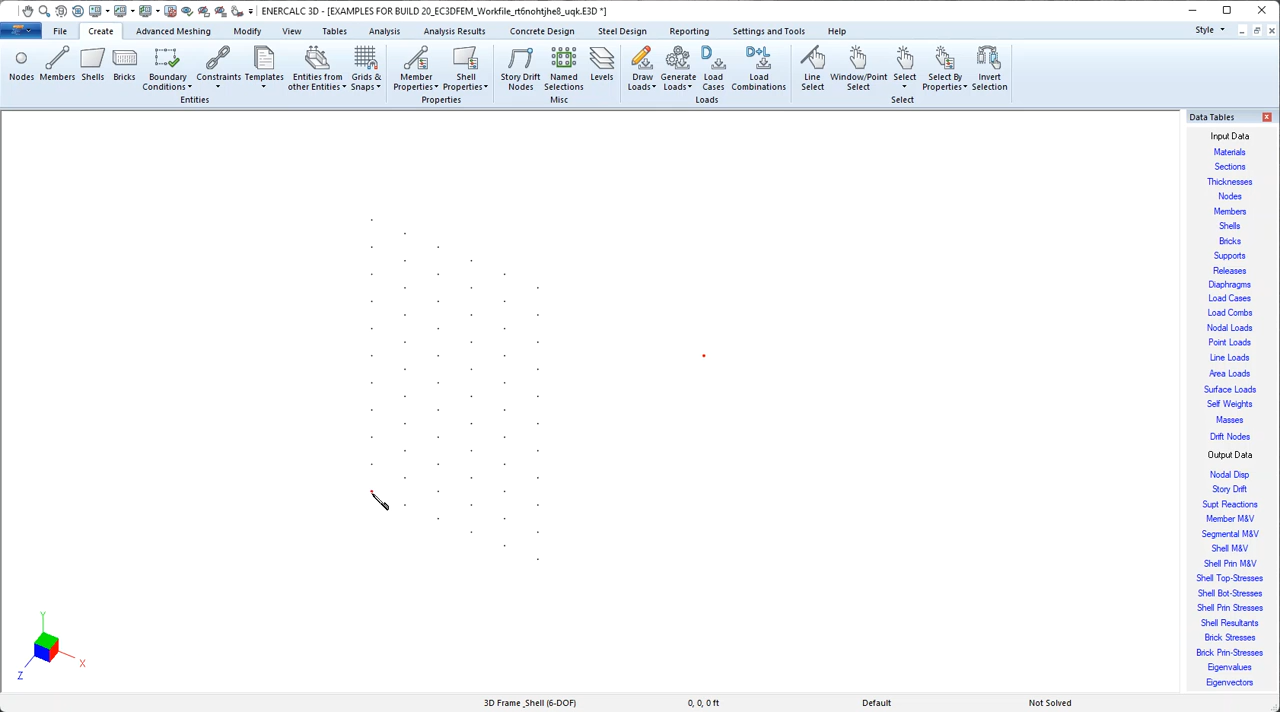 ENERCALC 3D - [EXAMPLES FOR BUILD 20_EC3DFEM_Workfile_rt6nohtjhe8_uqk.E3D *]
File Create Advanced Meshing Modify View Tables Analysis Analysis Results Concrete Design Steel Design Reporting Settings and Tools Help Style
Nodes Members Shells Bricks Boundary Conditions Constraints Templates Entities from other Entities Grids & Snaps Member Properties Shell Properties Story Drift Nodes Named Selections Levels Draw Loads Generate Loads Load Cases Load Combinations Line Select Window/Point Select Select Select By Properties Invert Selection
Entities Properties Misc Loads Select
Data Tables
Input Data
Materials
Sections
Thicknesses
Nodes
Members
Shells
Bricks
Supports
Releases
Diaphragms
Load Cases
Load Combs
Nodal Loads
Point Loads
Line Loads
Area Loads
Surface Loads
Self Weights
Masses
Drift Nodes
Output Data
Nodal Disp
Story Drift
Supt Reactions
Member M&V
Segmental M&V
Shell M&V
Shell Prin M&V
Shell Top-Stresses
Shell Bot-Stresses
Shell Prin Stresses
Shell Resultants
Brick Stresses
Brick Prin-Stresses
Eigenvalues
Eigenvectors
Y
X
Z
3D Frame ,Shell (6-DOF) 0, 0, 0 ft Default Not Solved